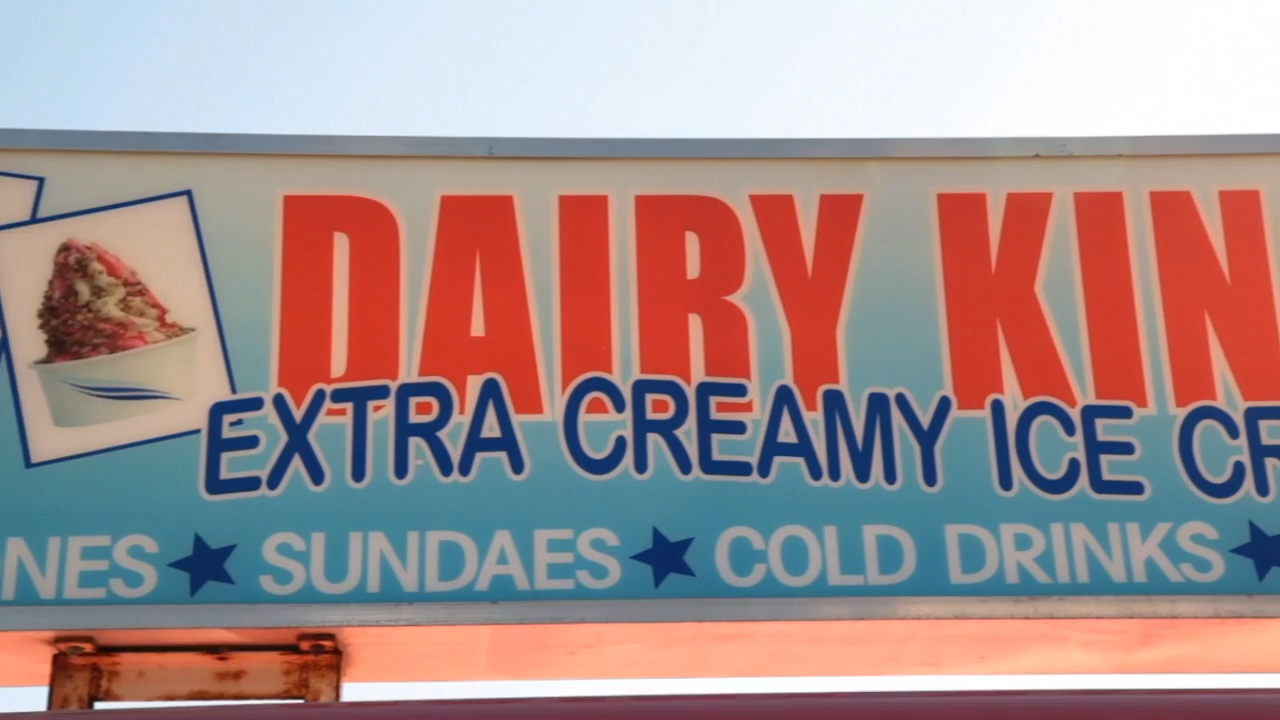 DAIRY KIN
EXTRA CREAMY ICE CR
NES ★ SUNDAES ★ COLD DRINKS ★